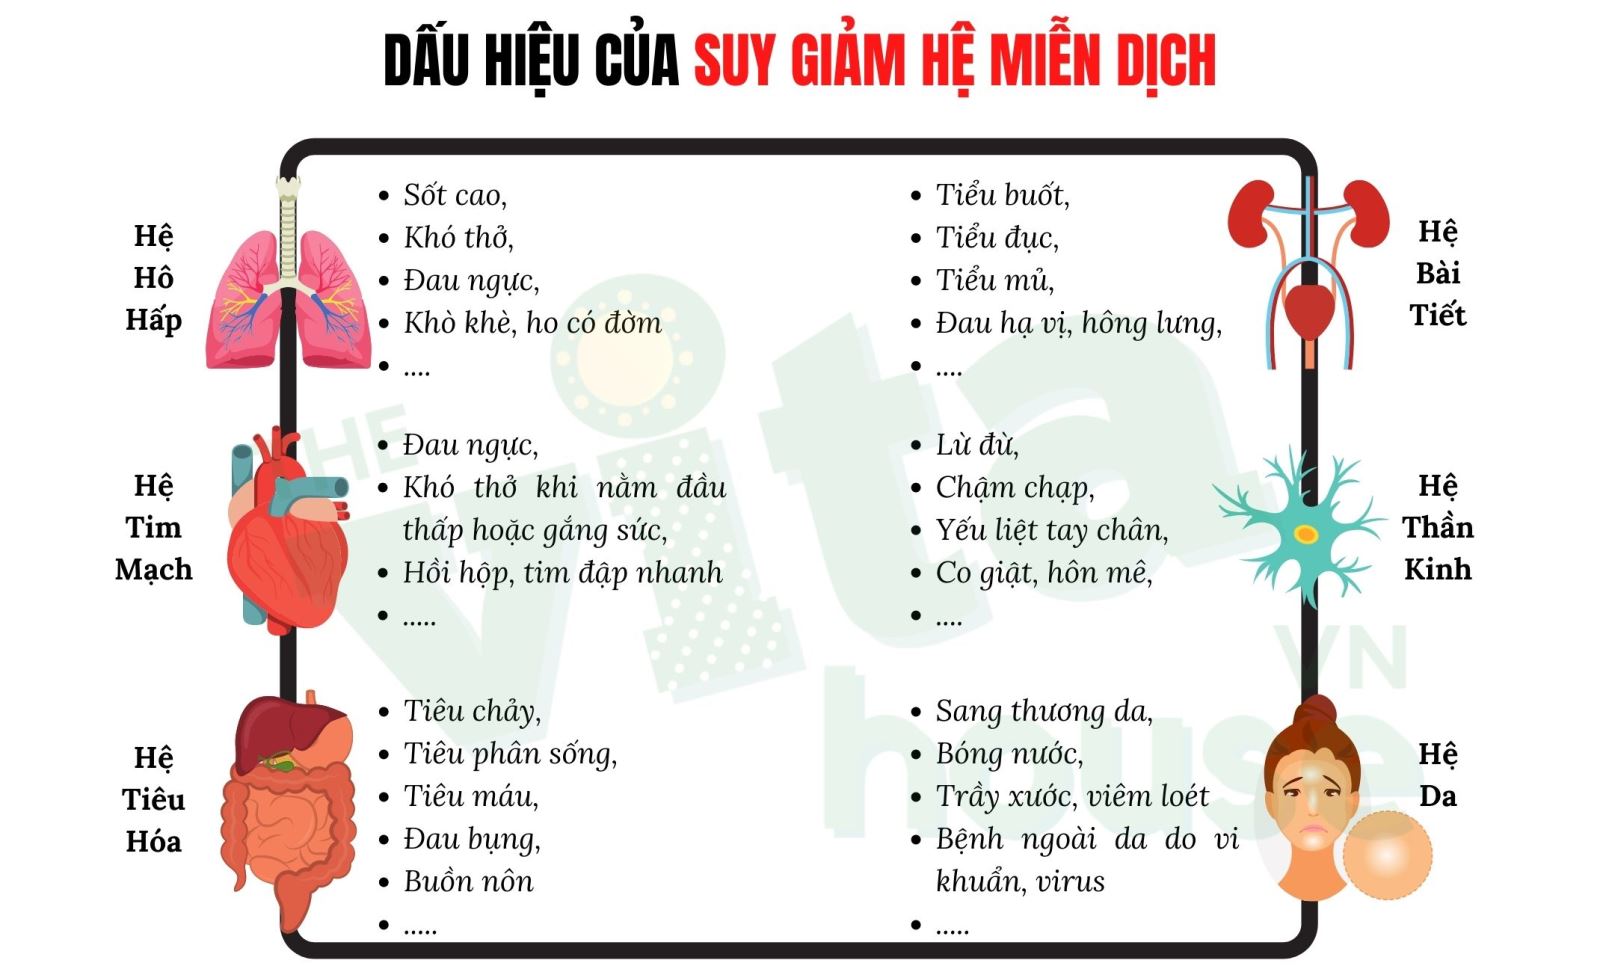 DẤU HIỆU CỦA SUY GIẢM HỆ MIỄN DỊCH
Hệ
Hô
Hấp
• Sốt cao,
• Khó thở,
• Đau ngực,
• Khò khè, ho có đờm
• ....
• Tiểu buốt,
• Tiểu đục,
• Tiểu mủ,
• Đau hạ vị, hông lưng,
• ....
Hệ
Bài
Tiết
Hệ
Tim
Mạch
• Đau ngực,
• Khó thở khi nằm đầu
thấp hoặc gắng sức,
• Hồi hộp, tim đập nhanh
• .....
• Lừ đừ,
• Chậm chạp,
• Yếu liệt tay chân,
• Co giật, hôn mê,
• ....
Hệ
Thần
Kinh
Hệ
Tiêu
Hóa
• Tiêu chảy,
• Tiêu phân sống,
• Tiêu máu,
• Đau bụng,
• Buồn nôn
• .....
• Sang thương da,
• Bóng nước,
• Trầy xước, viêm loét
• Bệnh ngoài da do vi
khuẩn, virus
• .....
Hệ
Da
THE
vita
house
VN